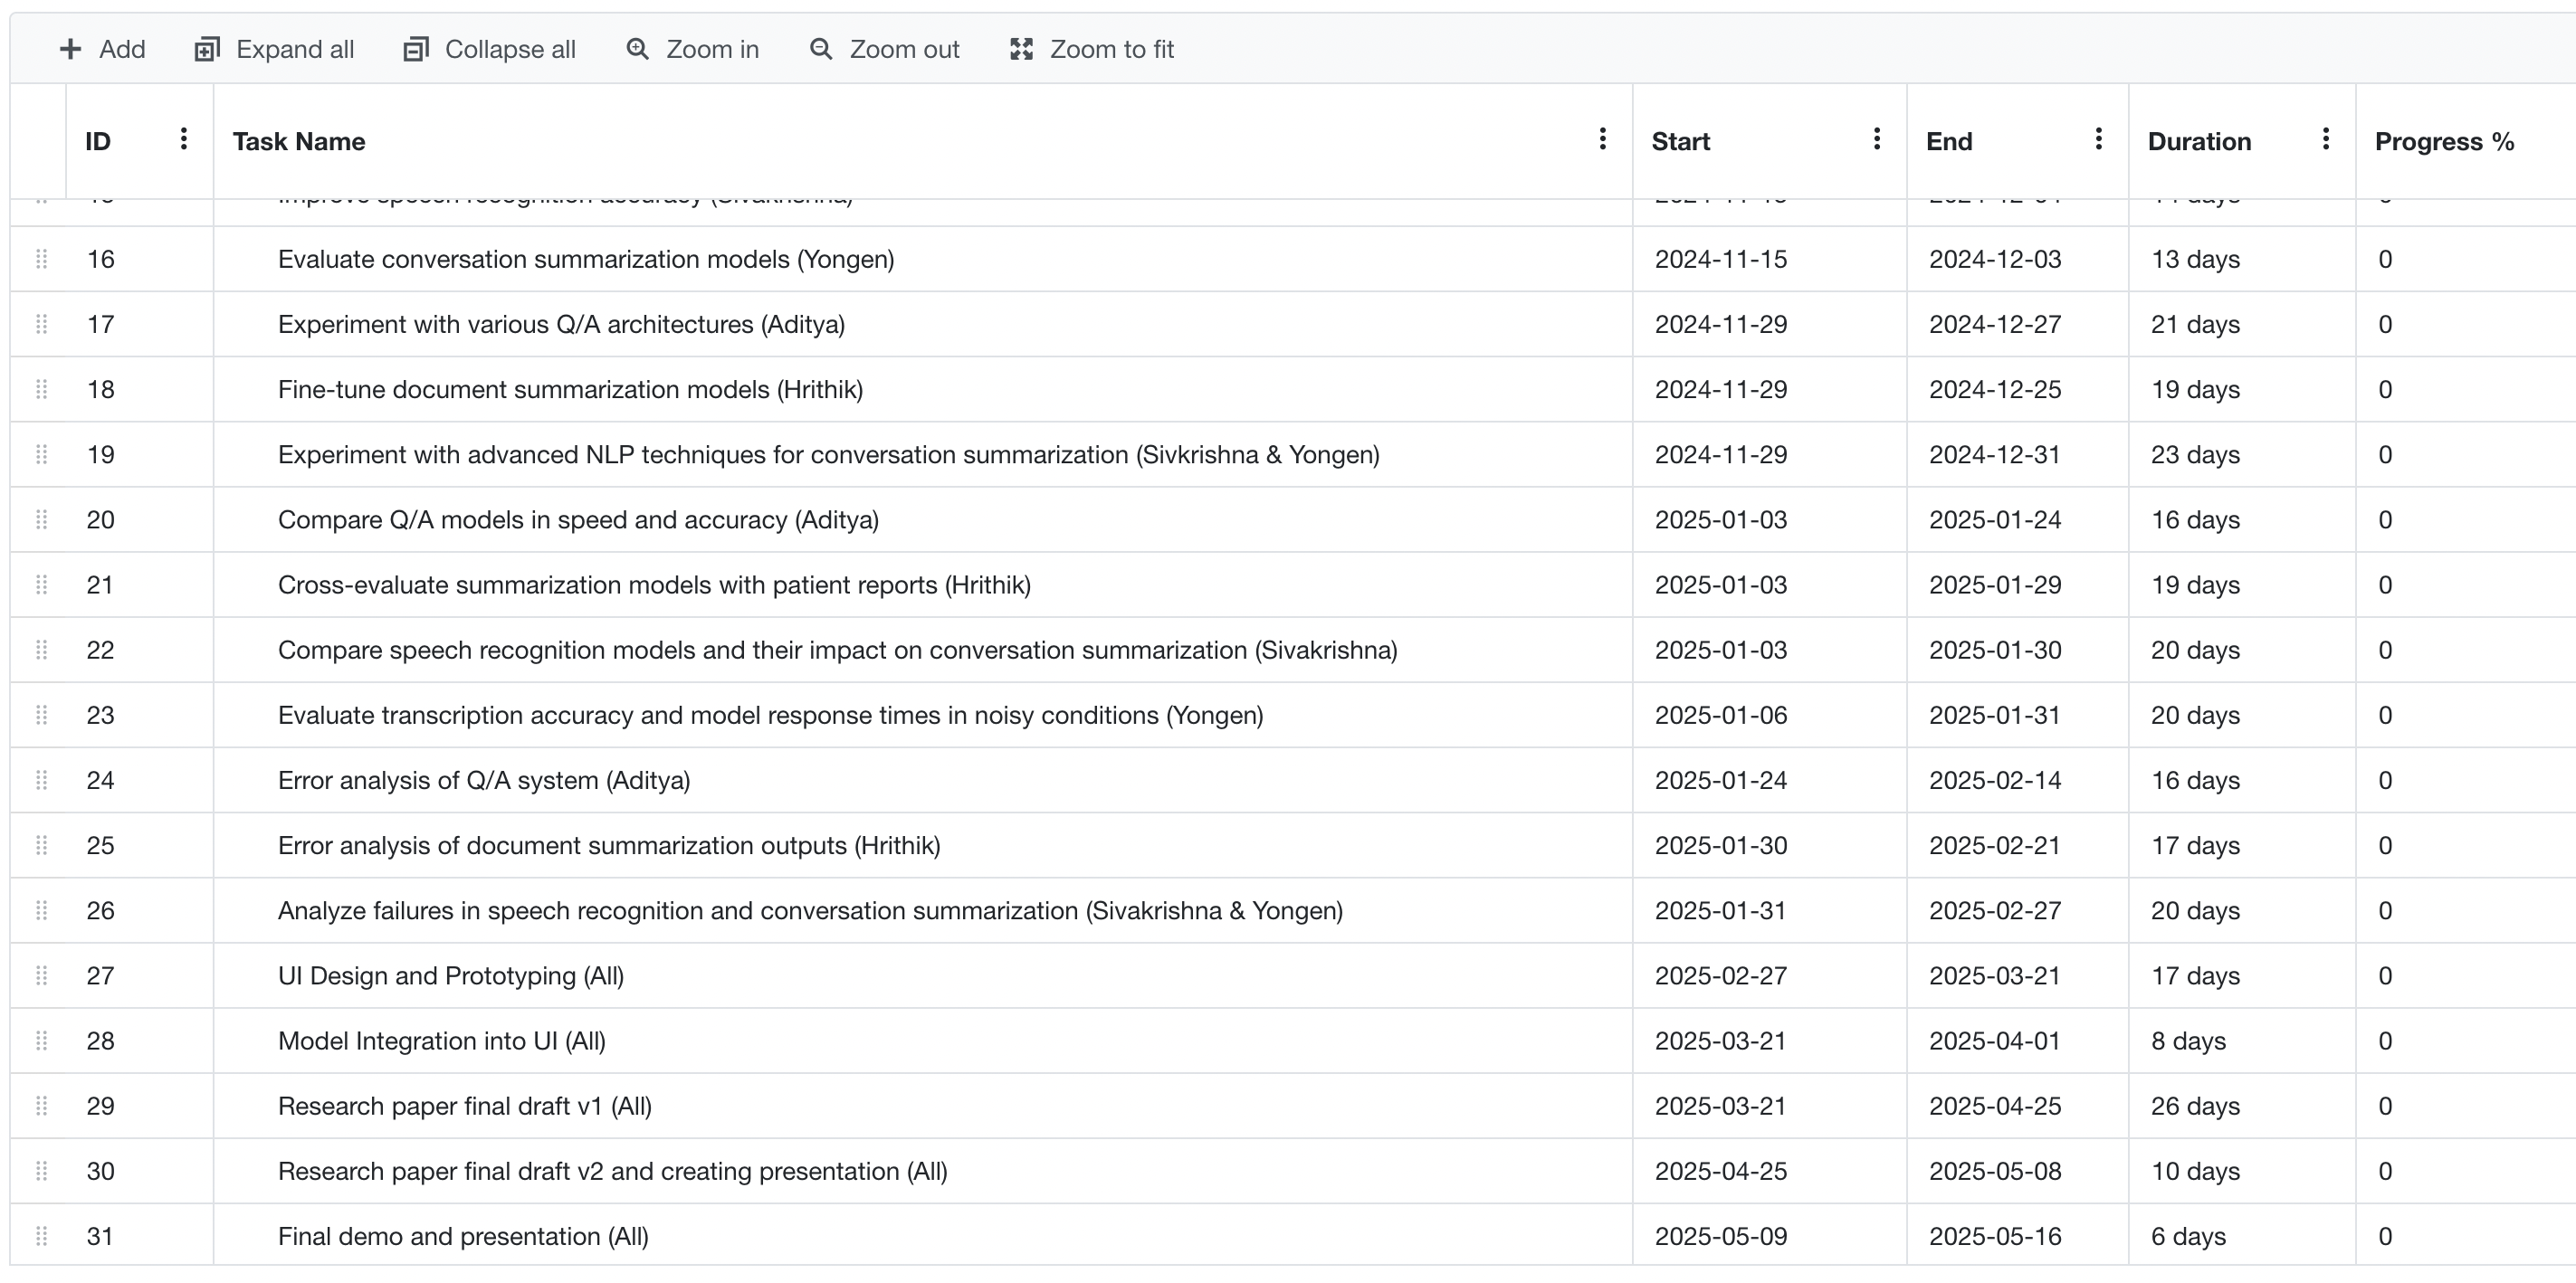 Add Expand all Collapse all Zoom in Zoom out Zoom to fit
ID Task Name Start End Duration Progress %
Improve speech recognition accuracy (Sivakrishna)
16 Evaluate conversation summarization models (Yongen) 2024-11-15 2024-12-03 13 days 0
17 Experiment with various Q/A architectures (Aditya) 2024-11-29 2024-12-27 21 days 0
18 Fine-tune document summarization models (Hrithik) 2024-11-29 2024-12-25 19 days 0
19 Experiment with advanced NLP techniques for conversation summarization (Sivkrishna & Yongen) 2024-11-29 2024-12-31 23 days 0
20 Compare Q/A models in speed and accuracy (Aditya) 2025-01-03 2025-01-24 16 days 0
21 Cross-evaluate summarization models with patient reports (Hrithik) 2025-01-03 2025-01-29 19 days 0
22 Compare speech recognition models and their impact on conversation summarization (Sivakrishna) 2025-01-03 2025-01-30 20 days 0
23 Evaluate transcription accuracy and model response times in noisy conditions (Yongen) 2025-01-06 2025-01-31 20 days 0
24 Error analysis of Q/A system (Aditya) 2025-01-24 2025-02-14 16 days 0
25 Error analysis of document summarization outputs (Hrithik) 2025-01-30 2025-02-21 17 days 0
26 Analyze failures in speech recognition and conversation summarization (Sivakrishna & Yongen) 2025-01-31 2025-02-27 20 days 0
27 UI Design and Prototyping (All) 2025-02-27 2025-03-21 17 days 0
28 Model Integration into UI (All) 2025-03-21 2025-04-01 8 days 0
29 Research paper final draft v1 (All) 2025-03-21 2025-04-25 26 days 0
30 Research paper final draft v2 and creating presentation (All) 2025-04-25 2025-05-08 10 days 0
31 Final demo and presentation (All) 2025-05-09 2025-05-16 6 days 0